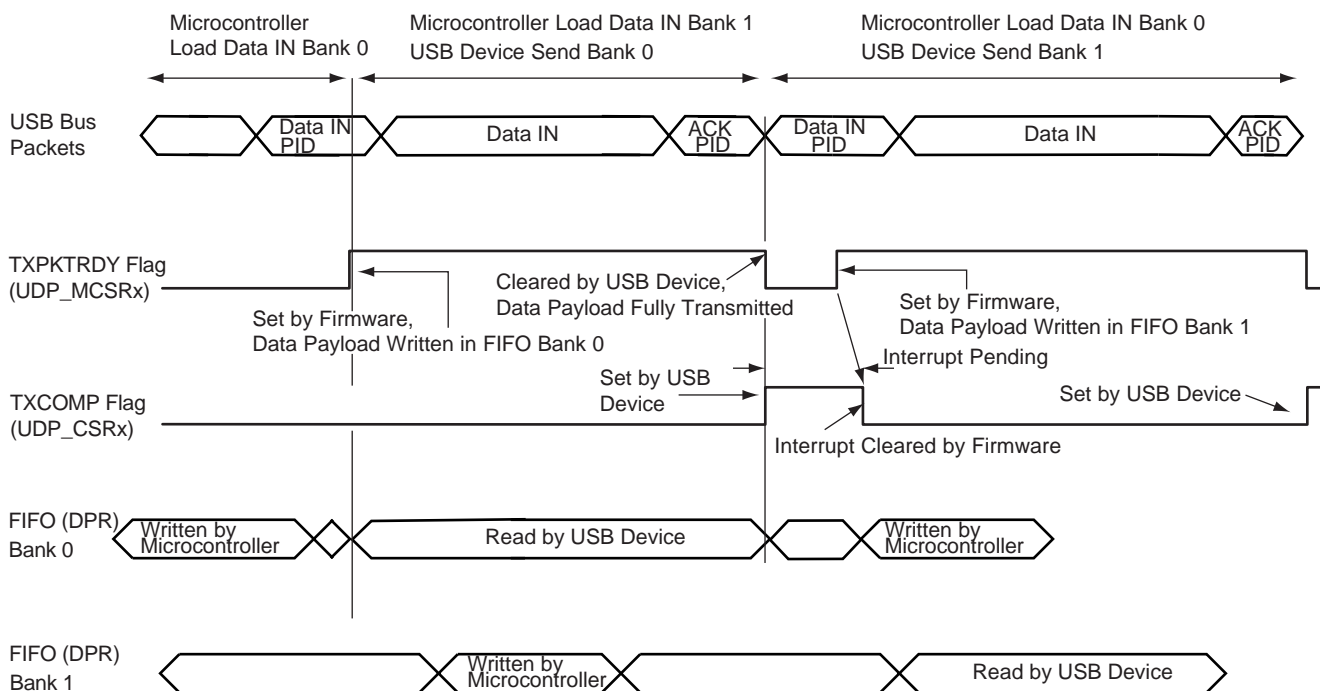 Microcontroller
Load Data IN Bank 0
Microcontroller Load Data IN Bank 1
USB Device Send Bank 0
Microcontroller Load Data IN Bank 0
USB Device Send Bank 1
USB Bus
Packets
Data IN
PID
Data IN
ACK
PID
Data IN
PID
Data IN
ACK
PID
TXPKTRDY Flag
(UDP_MCSRx)
Set by Firmware,
Data Payload Written in FIFO Bank 0
Cleared by USB Device,
Data Payload Fully Transmitted
Set by Firmware,
Data Payload Written in FIFO Bank 1
Interrupt Pending
Set by USB
Device
TXCOMP Flag
(UDP_CSRx)
Set by USB Device
Interrupt Cleared by Firmware
FIFO (DPR)
Bank 0
Written by
Microcontroller
Read by USB Device
Written by
Microcontroller
FIFO (DPR)
Bank 1
Written by
Microcontroller
Read by USB Device